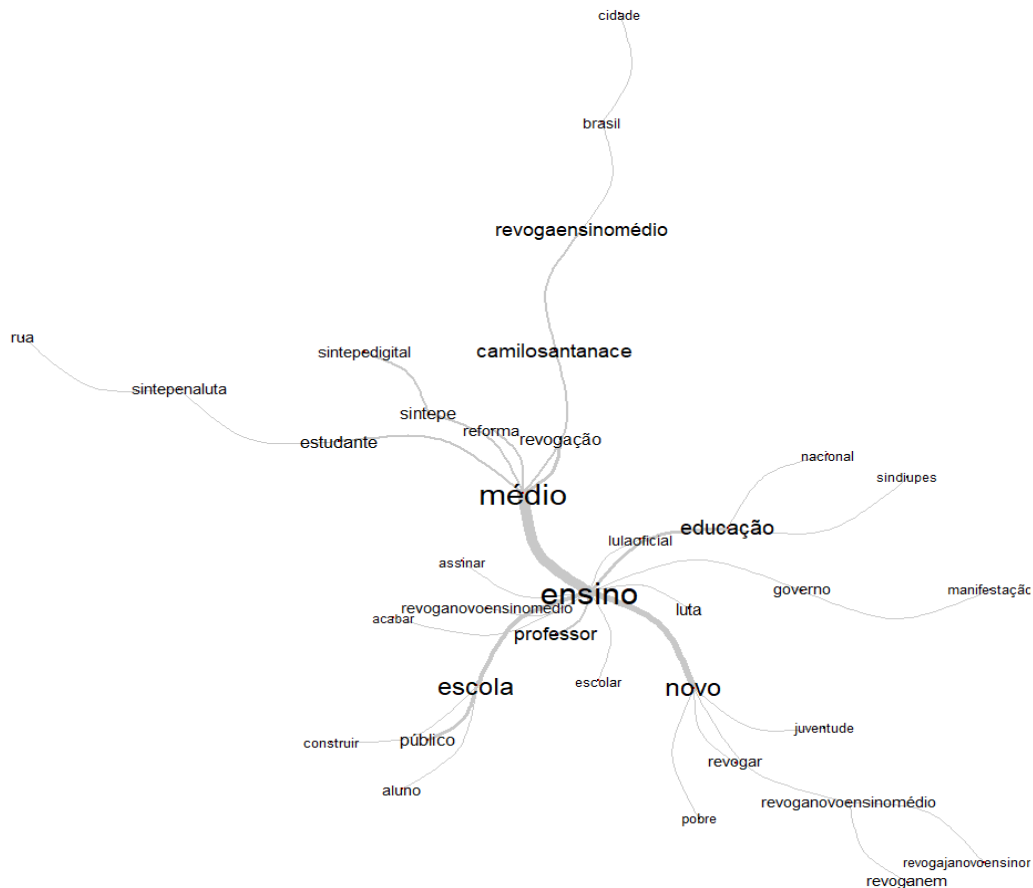 cidade
brasil
revogaensinomédio
rua
sintepedigital
camilosantanace
sintepenaluta
sintepe
estudante
reforma
revogação
nacional
sindiupes
médio
educação
lulaoficial
assinar
ensino
governo
manifestação
revoganovoensinomédio
luta
acabar
professor
escola
escolar
novo
construir
público
juventude
revogar
aluno
revoganovoensinomédio
pobre
revogajanovoensinor
revoganem